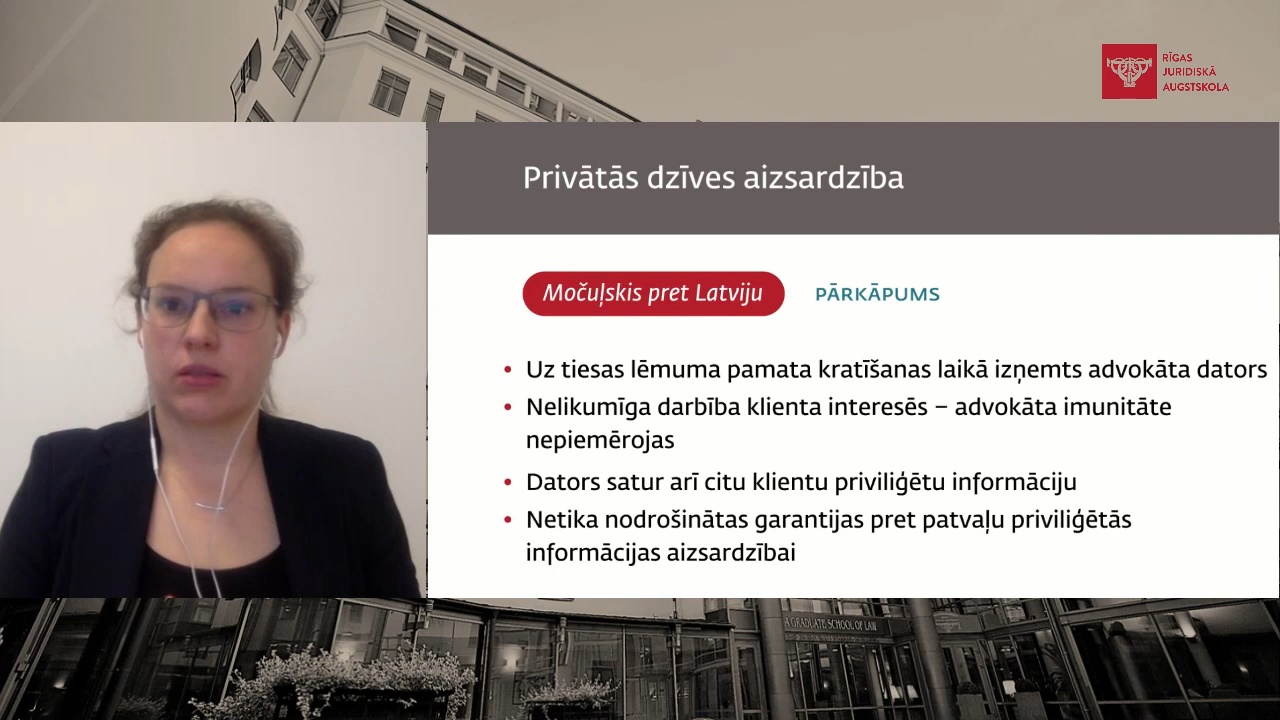 RĪGAS
JURIDISKĀ
AUGSTSKOLA
Privātās dzīves aizsardzība
Močuļskis pret Latviju
PĀRKĀPUMS
• Uz tiesas lēmuma pamata kratīšanas laikā izņemts advokāta dators
• Nelikumīga darbība klienta interesēs – advokāta imunitāte
nepiemērojas
• Dators satur arī citu klientu priviliģētu informāciju
• Netika nodrošinātas garantijas pret patvaļu priviliģētās
informācijas aizsardzībai
A GRADUATE SCHOOL OF LAW